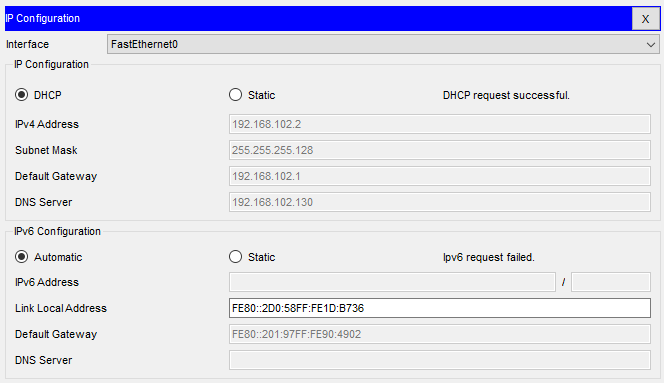 IP Configuration X
Interface FastEthernet0
IP Configuration
DHCP Static DHCP request successful.
IPv4 Address 192.168.102.2
Subnet Mask 255.255.255.128
Default Gateway 192.168.102.1
DNS Server 192.168.102.130
IPv6 Configuration
Automatic Static Ipv6 request failed.
IPv6 Address /
Link Local Address FE80::2D0:58FF:FE1D:B736
Default Gateway FE80::201:97FF:FE90:4902
DNS Server